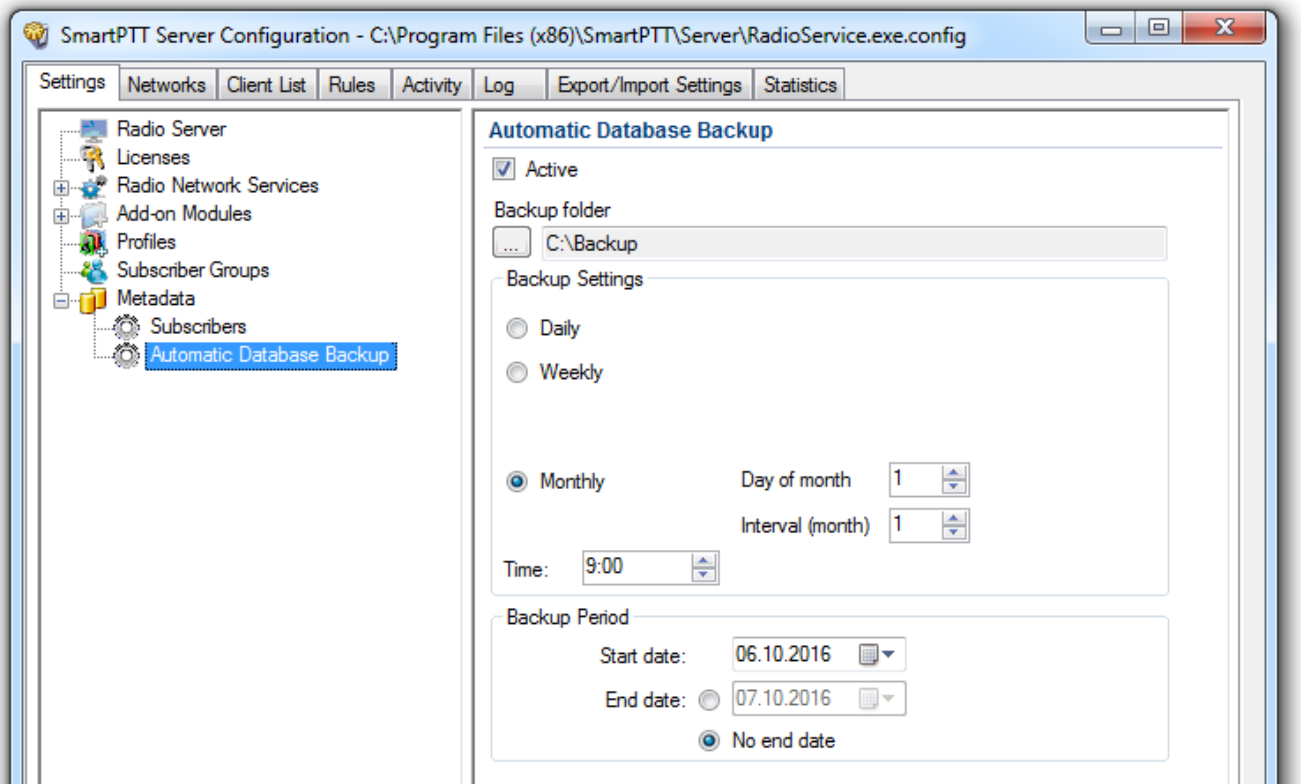 SmartPTT Server Configuration - C:\Program Files (x86)\SmartPTT\Server\RadioService.exe.config
Settings Networks Client List Rules Activity Log Export/Import Settings Statistics
Radio Server
Licenses
Radio Network Services
Add-on Modules
Profiles
Subscriber Groups
Metadata
Subscribers
Automatic Database Backup
Automatic Database Backup
Active
Backup folder
... C:\Backup
Backup Settings
Daily
Weekly
Monthly Day of month 1
Interval (month) 1
Time: 9:00
Backup Period
Start date: 06.10.2016
End date: 07.10.2016
No end date